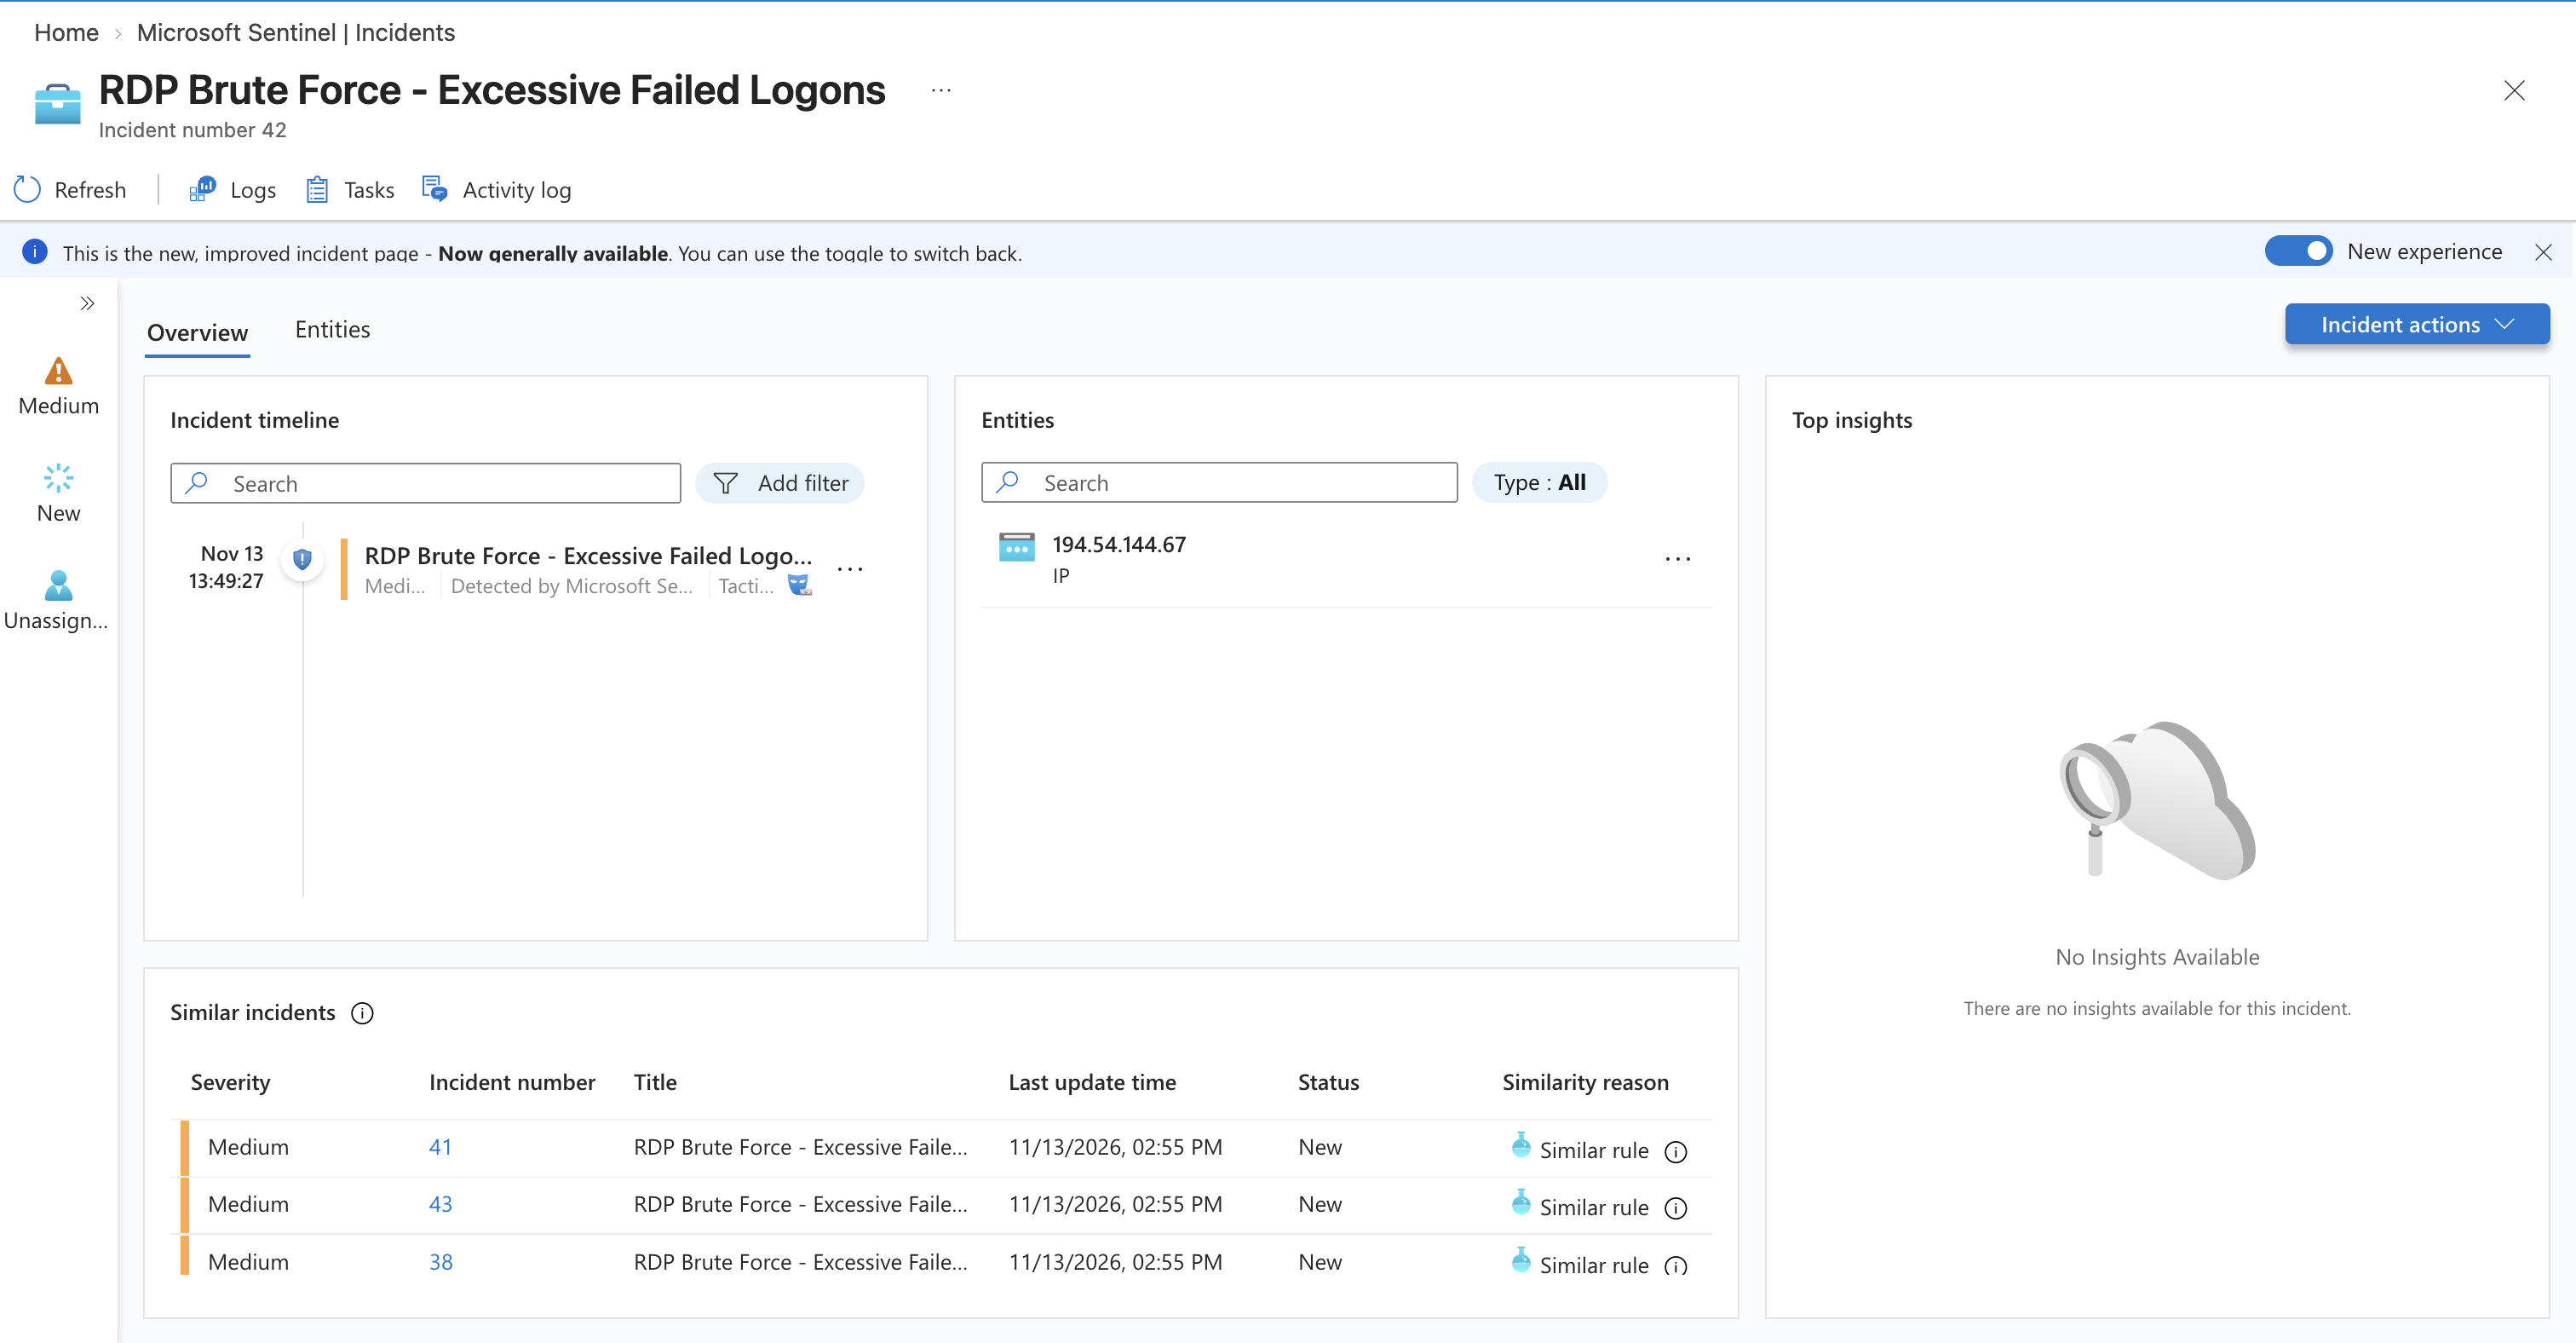 Home > Microsoft Sentinel | Incidents
RDP Brute Force - Excessive Failed Logons ...
Incident number 42
Refresh | Logs Tasks Activity log
This is the new, improved incident page - Now generally available. You can use the toggle to switch back.
New experience
Medium
New
Unassign...
Overview Entities
Incident actions
Incident timeline
Search
Add filter
Nov 13
13:49:27
RDP Brute Force - Excessive Failed Logo...
Medi... Detected by Microsoft Se... Tacti...
Entities
Search
Type : All
194.54.144.67
IP
Top insights
No Insights Available
There are no insights available for this incident.
Similar incidents
Severity Incident number Title Last update time Status Similarity reason
Medium 41 RDP Brute Force - Excessive Faile... 11/13/2026, 02:55 PM New Similar rule
Medium 43 RDP Brute Force - Excessive Faile... 11/13/2026, 02:55 PM New Similar rule
Medium 38 RDP Brute Force - Excessive Faile... 11/13/2026, 02:55 PM New Similar rule